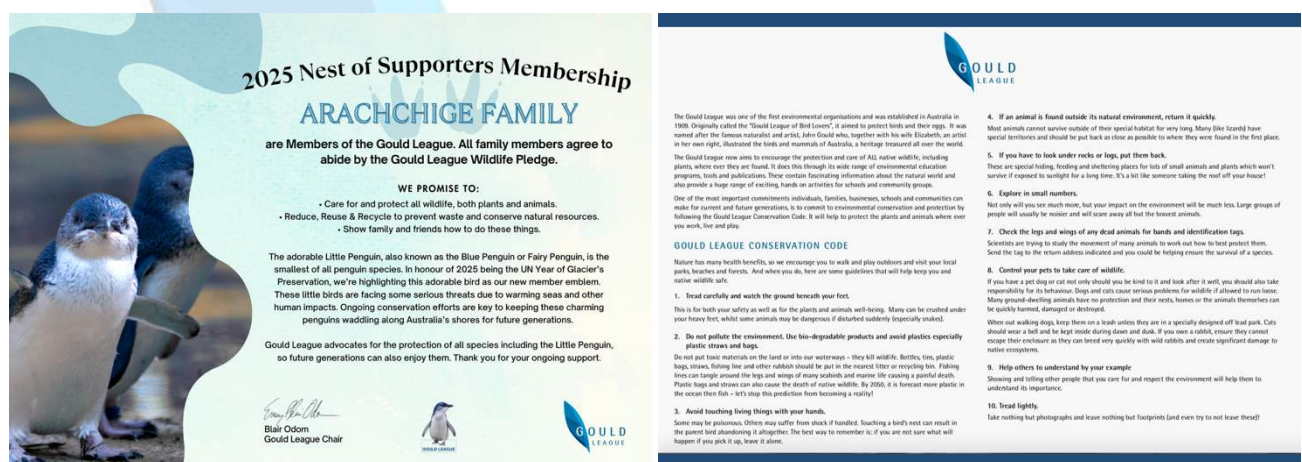 2025 Nest of Supporters Membership
ARACHCHIGE FAMILY
are Members of the Gould League. All family members agree to
abide by the Gould League Wildlife Pledge.
WE PROMISE TO:
• Care for and protect all wildlife, both plants and animals.
• Reduce, Reuse & Recycle to prevent waste and conserve natural resources.
• Show family and friends how to do these things.
The adorable Little Penguin, also known as the Blue Penguin or Fairy Penguin, is the
smallest of all penguin species. In honour of 2025 being the UN Year of Glacier's
Preservation, we're highlighting this adorable bird as our new member emblem.
These little birds are facing some serious threats due to warming seas and other
human impacts. Ongoing conservation efforts are key to keeping these charming
penguins waddling along Australia's shores for future generations.
Gould League advocates for the protection of all species including the Little Penguin,
so future generations can also enjoy them. Thank you for your ongoing support.
Blair Odom
Gould League Chair
GOULD LEAGUE
GOULD
LEAGUE
GOULD
LEAGUE
The Gould League was one of the first environmental organisations and was established in Australia in
1909. Originally called the "Gould League of Bird Lovers", it aimed to protect birds and their eggs. It was
named after the famous naturalist and artist, John Gould who, together with his wife Elizabeth, an artist
in her own right, illustrated the birds and mammals of Australia, a heritage treasured all over the world.
The Gould League now aims to encourage the protection and care of ALL native wildlife, including
plants, where ever they are found. It does this through its wide range of environmental education
programs, tools and publications. These contain fascinating information about the natural world and
also provide a huge range of exciting, hands on activities for schools and community groups.
One of the most important commitments individuals, families, businesses, schools and communities can
make for current and future generations, is to commit to environmental conservation and protection by
following the Gould League Conservation Code. It will help to protect the plants and animals where ever
you work, live and play.
GOULD LEAGUE CONSERVATION CODE
Nature has many health benefits, so we encourage you to walk and play outdoors and visit your local
parks, beaches and forests. And when you do, here are some guidelines that will help keep you and
native wildlife safe.
1. Tread carefully and watch the ground beneath your feet.
This is for both your safety as well as for the plants and animals well-being. Many can be crushed under
your heavy feet, whilst some animals may be dangerous if disturbed suddenly (especially snakes).
2. Do not pollute the environment. Use bio-degradable products and avoid plastics especially
plastic straws and bags.
Do not put toxic materials on the land or into our waterways – they kill wildlife. Bottles, tins, plastic
bags, straws, fishing line and other rubbish should be put in the nearest litter or recycling bin. Fishing
lines can tangle around the legs and wings of many seabirds and marine life causing a painful death.
Plastic bags and straws can also cause the death of native wildlife. By 2050, it is forecast more plastic in
the ocean then fish – let's stop this prediction from becoming a reality!
3. Avoid touching living things with your hands.
Some may be poisonous. Others may suffer from shock if handled. Touching a bird's nest can result in
the parent bird abandoning it altogether. The best way to remember is: if you are not sure what will
happen if you pick it up, leave it alone.
4. If an animal is found outside its natural environment, return it quickly.
Most animals cannot survive outside of their special habitat for very long. Many (like lizards) have
special territories and should be put back as close as possible to where they were found in the first place.
5. If you have to look under rocks or logs, put them back.
These are special hiding, feeding and sheltering places for lots of small animals and plants which won't
survive if exposed to sunlight for a long time. It's a bit like someone taking the roof off your house!
6. Explore in small numbers.
Not only will you see much more, but your impact on the environment will be much less. Large groups of
people will usually be noisier and will scare away all but the bravest animals.
7. Check the legs and wings of any dead animals for bands and identification tags.
Scientists are trying to study the movement of many animals to work out how to best protect them.
Send the tag to the return address indicated and you could be helping ensure the survival of a species.
8. Control your pets to take care of wildlife.
If you have a pet dog or cat not only should you be kind to it and look after it well, you should also take
responsibility for its behaviour. Dogs and cats cause serious problems for wildlife if allowed to run loose.
Many ground-dwelling animals have no protection and their nests, homes or the animals themselves can
be quickly harmed, damaged or destroyed.
When out walking dogs, keep them on a leash unless they are in a specially designed off lead park. Cats
should wear a bell and be kept inside during dawn and dusk. If you own a rabbit, ensure they cannot
escape their enclosure as they can breed very quickly with wild rabbits and create significant damage to
native ecosystems.
9. Help others to understand by your example
Showing and telling other people that you care for and respect the environment will help them to
understand its importance.
10. Tread lightly.
Take nothing but photographs and leave nothing but footprints (and even try to not leave these)!